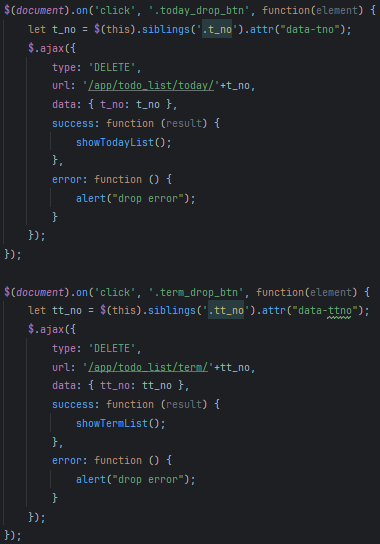 $(document).on('click', '.today_drop_btn', function(element) {
    let t_no = $(this).siblings('.t_no').attr("data-tno");
    $.ajax({
        type: 'DELETE',
        url: '/app/todo_list/today/'+t_no,
        data: { t_no: t_no },
        success: function (result) {
            showTodayList();
        },
        error: function () {
            alert("drop error");
        }
    });
});

$(document).on('click', '.term_drop_btn', function(element) {
    let tt_no = $(this).siblings('.tt_no').attr("data-ttno");
    $.ajax({
        type: 'DELETE',
        url: '/app/todo_list/term/'+tt_no,
        data: { tt_no: tt_no },
        success: function (result) {
            showTermList();
        },
        error: function () {
            alert("drop error");
        }
    });
});